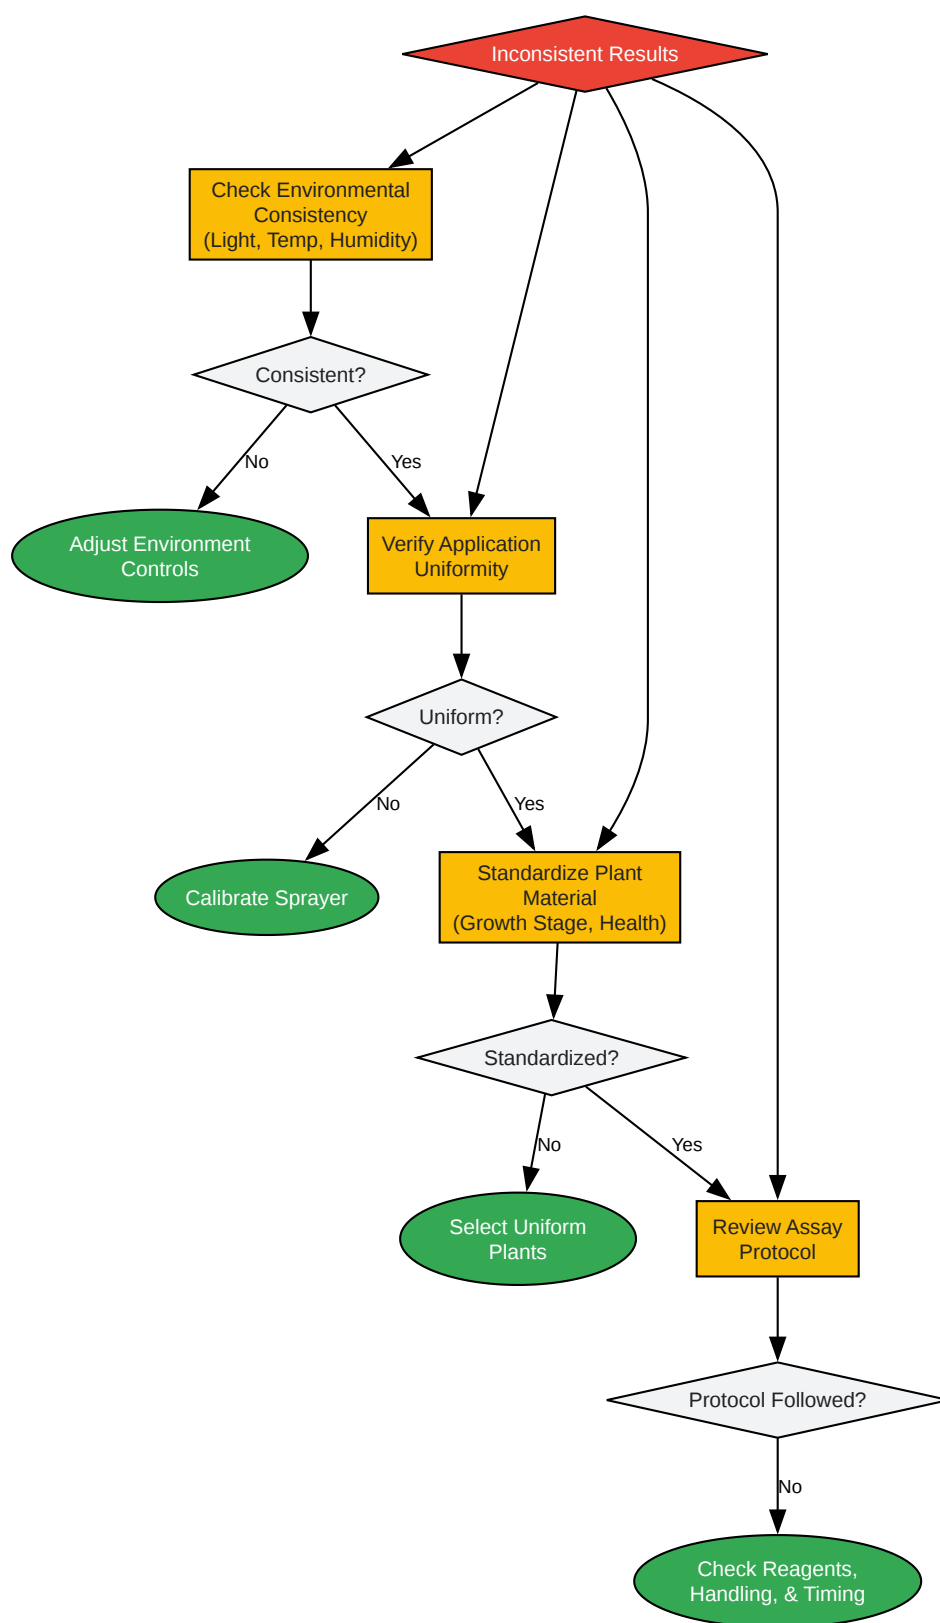 Inconsistent Results
Check Environmental
Consistency
(Light, Temp, Humidity)
Consistent?
No
Yes
Adjust Environment
Controls
Verify Application
Uniformity
Uniform?
No
Yes
Calibrate Sprayer
Standardize Plant
Material
(Growth Stage, Health)
Standardized?
No
Yes
Select Uniform
Plants
Review Assay
Protocol
Protocol Followed?
No
Check Reagents,
Handling, & Timing